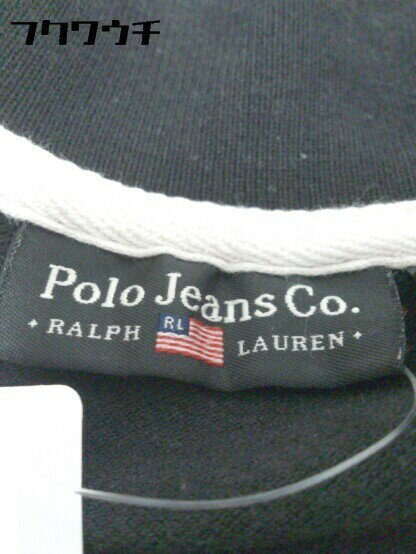 フクワウチ
Polo Jeans Co.
RALPH RL LAUREN